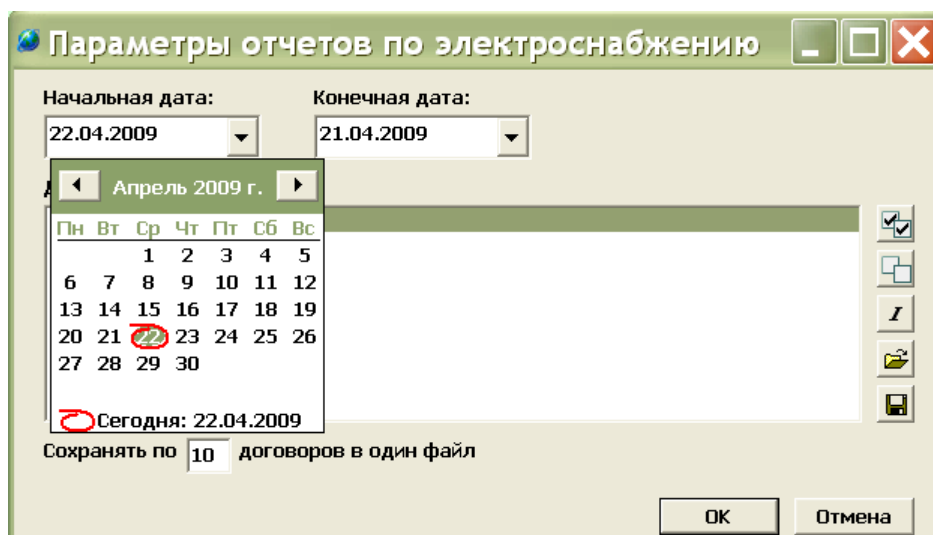 Параметры отчетов по электроснабжению
Начальная дата: Конечная дата:
22.04.2009 21.04.2009
Апрель 2009 г.
Пн Вт Ср Чт Пт Сб Вс
1 2 3 4 5
6 7 8 9 10 11 12
13 14 15 16 17 18 19
20 21 22 23 24 25 26
27 28 29 30
Сегодня: 22.04.2009
I
Сохранять по 10 договоров в один файл
ОК Отмена